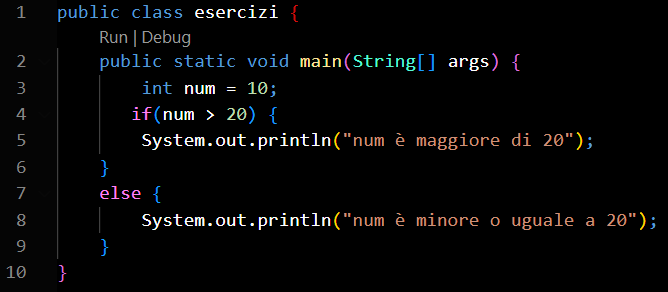 1 public class esercizi {
Run | Debug
2 public static void main(String[] args) {
3 int num = 10;
4 if(num > 20) {
5 System.out.println("num è maggiore di 20");
6 }
7 else {
8 System.out.println("num è minore o uguale a 20");
9 }
10 }